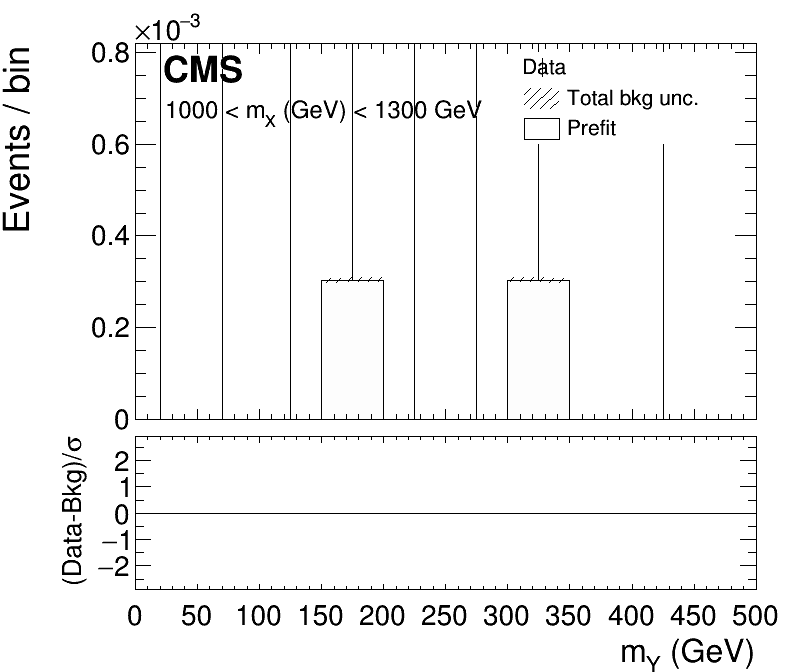 ×10⁻³
Events / bin
CMS
1000 < mX (GeV) < 1300 GeV
Data
Total bkg unc.
Prefit
0.8
0.6
0.4
0.2
0
(Data-Bkg)/σ
2
1
0
−1
−2
0 50 100 150 200 250 300 350 400 450 500
mY (GeV)